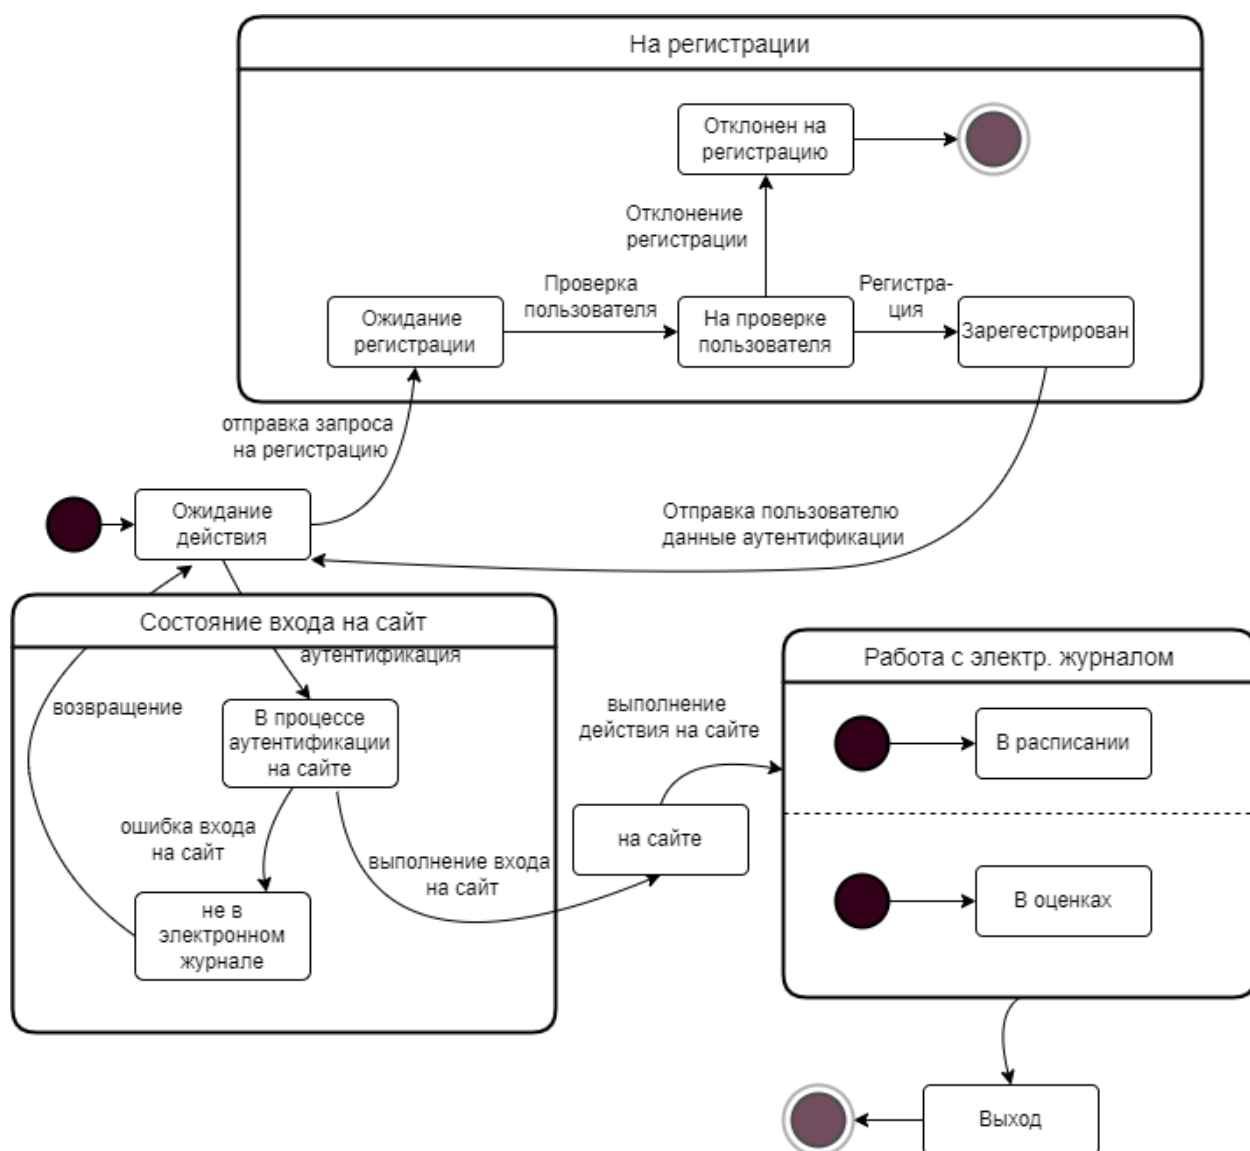 На регистрации
Отклонен на
регистрацию
Отклонение
регистрации
Проверка
пользователя
Регистра-
ция
Ожидание
регистрации
На проверке
пользователя
Зарегестрирован
отправка запроса
на регистрацию
Ожидание
действия
Отправка пользователю
данные аутентификации
Состояние входа на сайт
аутентификация
возвращение
В процессе
аутентификации
на сайте
ошибка входа
на сайт
выполнение входа
на сайт
не в
электронном
журнале
выполнение
действия на сайте
на сайте
Работа с электр. журналом
В расписании
В оценках
Выход